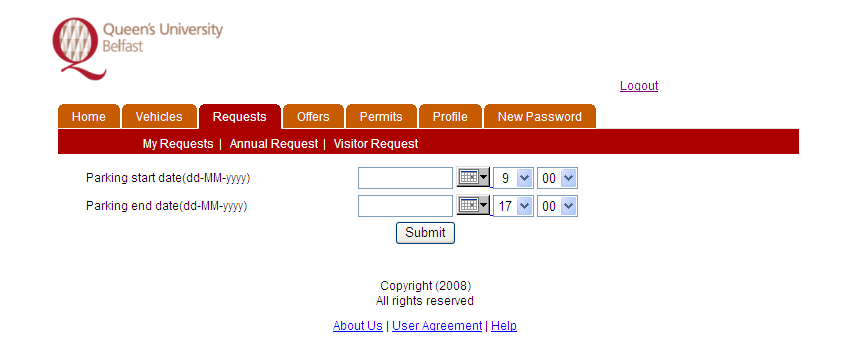 Queen's University
Belfast
Logout
Home Vehicles Requests Offers Permits Profile New Password
My Requests | Annual Request | Visitor Request
Parking start date(dd-MM-yyyy) 9 00
Parking end date(dd-MM-yyyy) 17 00
Submit
Copyright (2008)
All rights reserved
About Us | User Agreement | Help